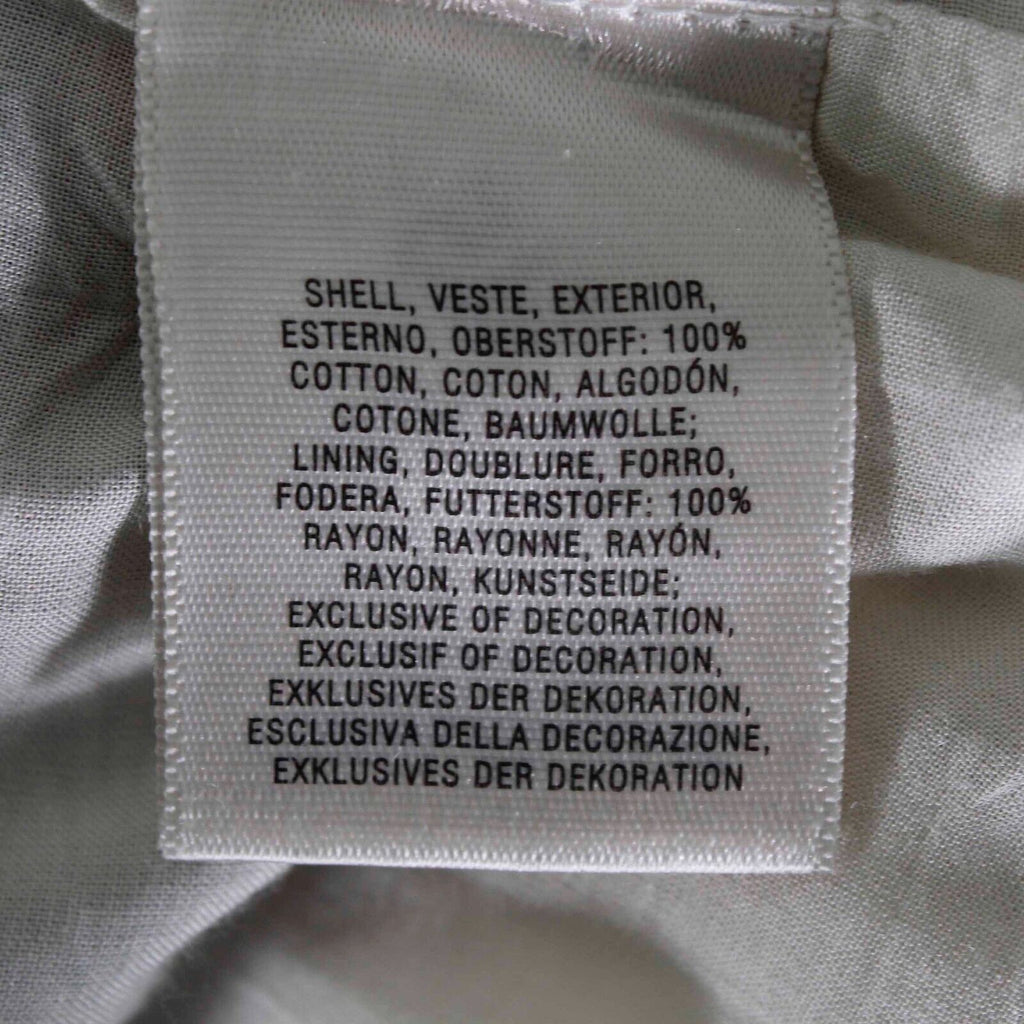 SHELL, VESTE, EXTERIOR,
ESTERNO, OBERSTOFF: 100%
COTTON, COTON, ALGODÓN,
COTONE, BAUMWOLLE;
LINING, DOUBLURE, FORRO,
FODERA, FUTTERSTOFF: 100%
RAYON, RAYONNE, RAYÓN,
RAYON, KUNSTSEIDE;
EXCLUSIVE OF DECORATION,
EXCLUSIF OF DECORATION,
EXKLUSIVES DER DEKORATION,
ESCLUSIVA DELLA DECORAZIONE,
EXKLUSIVES DER DEKORATION